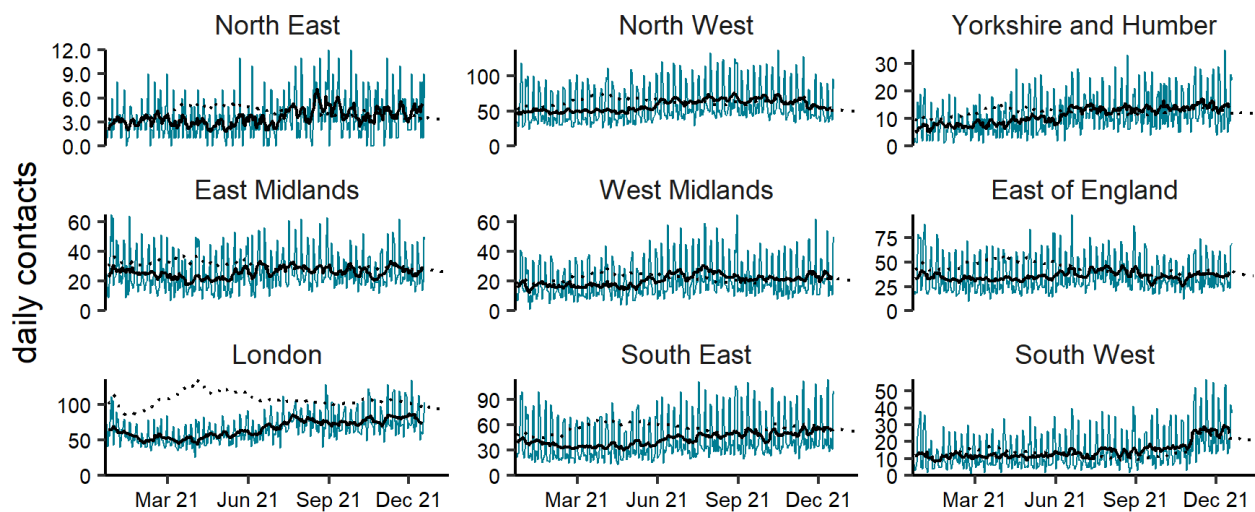 daily contacts
North East
12.0
9.0
6.0
3.0
0.0
North West
100
50
0
Yorkshire and Humber
30
20
10
0
East Midlands
60
40
20
0
West Midlands
60
40
20
0
East of England
75
50
25
0
London
100
50
0
Mar 21 Jun 21 Sep 21 Dec 21
South East
90
60
30
0
Mar 21 Jun 21 Sep 21 Dec 21
South West
50
40
30
20
10
0
Mar 21 Jun 21 Sep 21 Dec 21